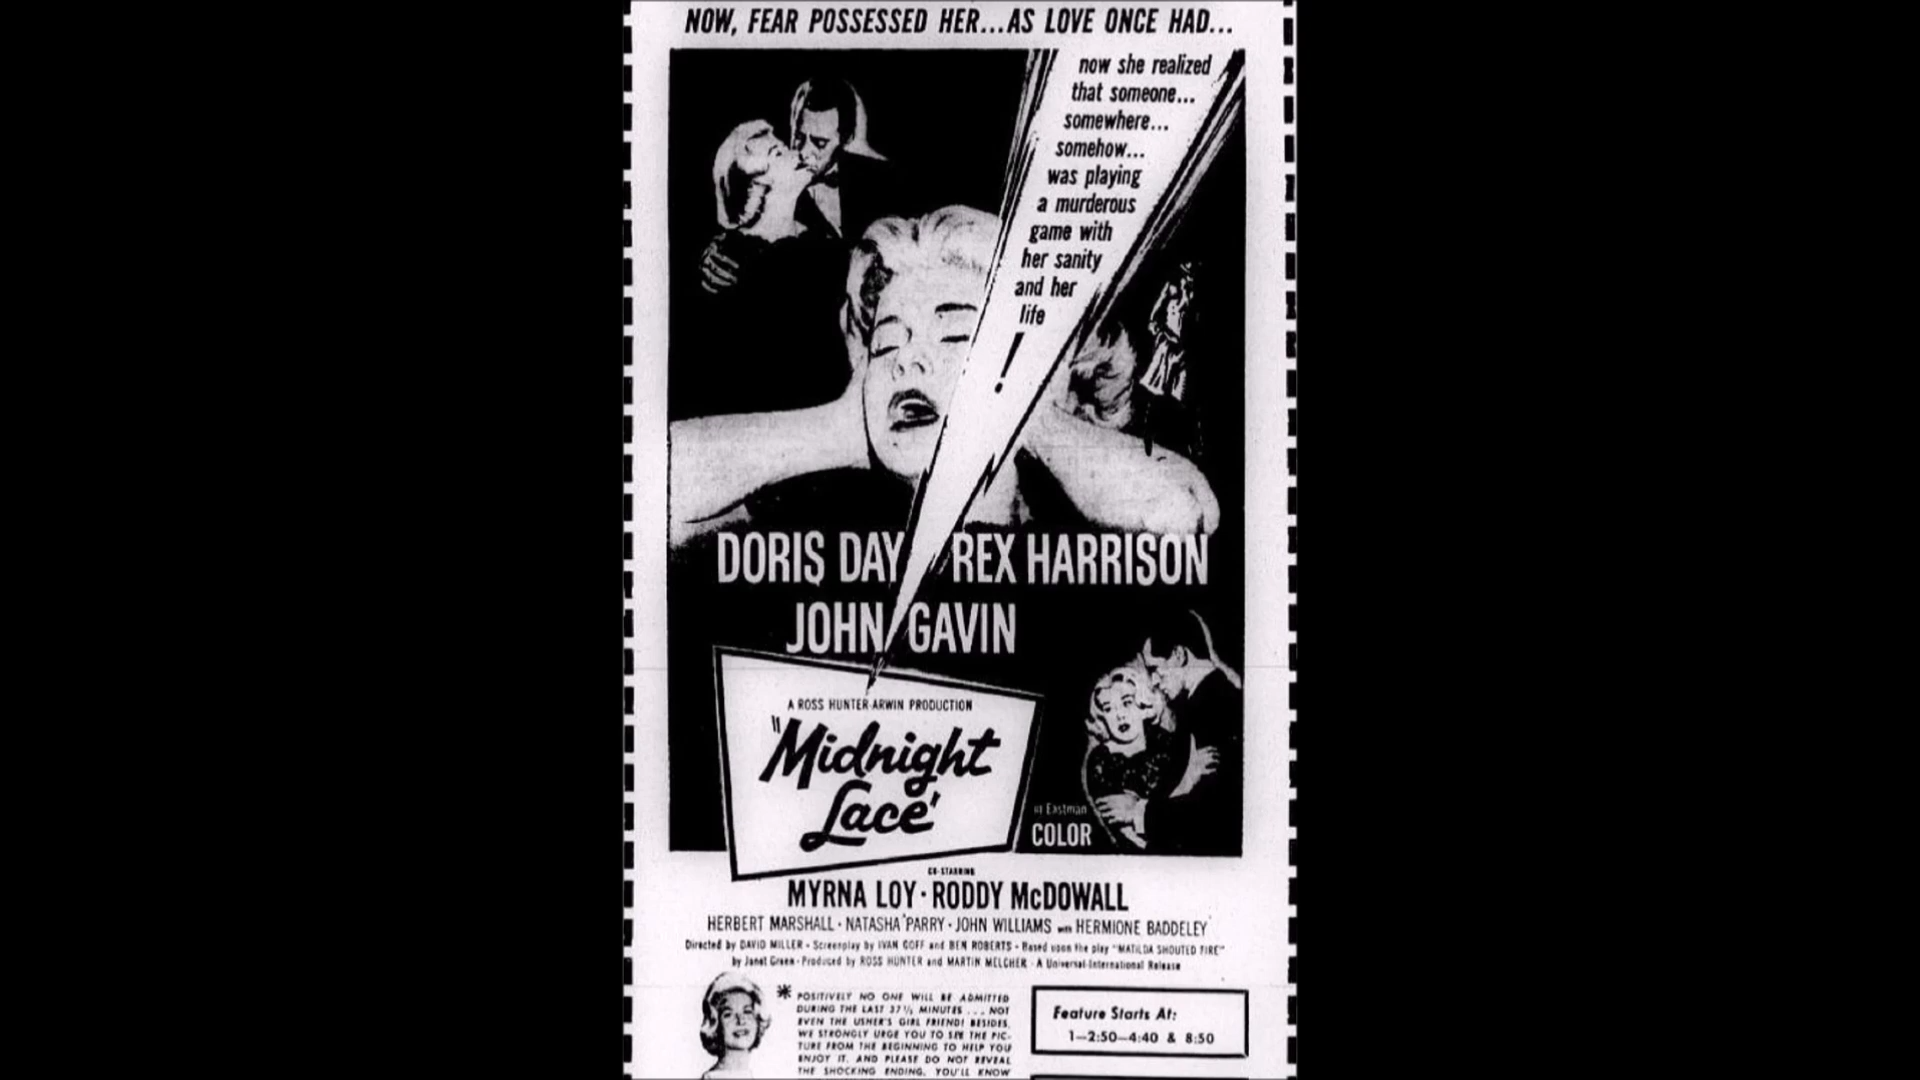 NOW, FEAR POSSESSED HER...AS LOVE ONCE HAD...
now she realized
that someone...
somewhere...
somehow...
was playing
a murderous
game with
her sanity
and her
life
!
DORIS DAY REX HARRISON
JOHN GAVIN
A ROSS HUNTER-ARWIN PRODUCTION
"Midnight
Lace"
Eastman
COLOR
CO-STARRING
MYRNA LOY · RODDY McDOWALL
HERBERT MARSHALL · NATASHA PARRY · JOHN WILLIAMS with HERMIONE BADDELEY
Directed by DAVID MILLER · Screenplay by IVAN GOFF and BEN ROBERTS · Based upon the play "MATILDA SHOUTED FIRE"
by Janet Green · Produced by ROSS HUNTER and MARTIN MELCHER · A Universal-International Release
* POSITIVELY NO ONE WILL BE ADMITTED
DURING THE LAST 37½ MINUTES ... NOT
EVEN THE USHER'S GIRL FRIEND! BESIDES,
WE STRONGLY URGE YOU TO SEE THE PIC-
TURE FROM THE BEGINNING TO HELP YOU
ENJOY IT. AND PLEASE DO NOT REVEAL
THE SHOCKING ENDING. YOU'LL KNOW
Feature Starts At:
1—2:50—4:40 & 8:50